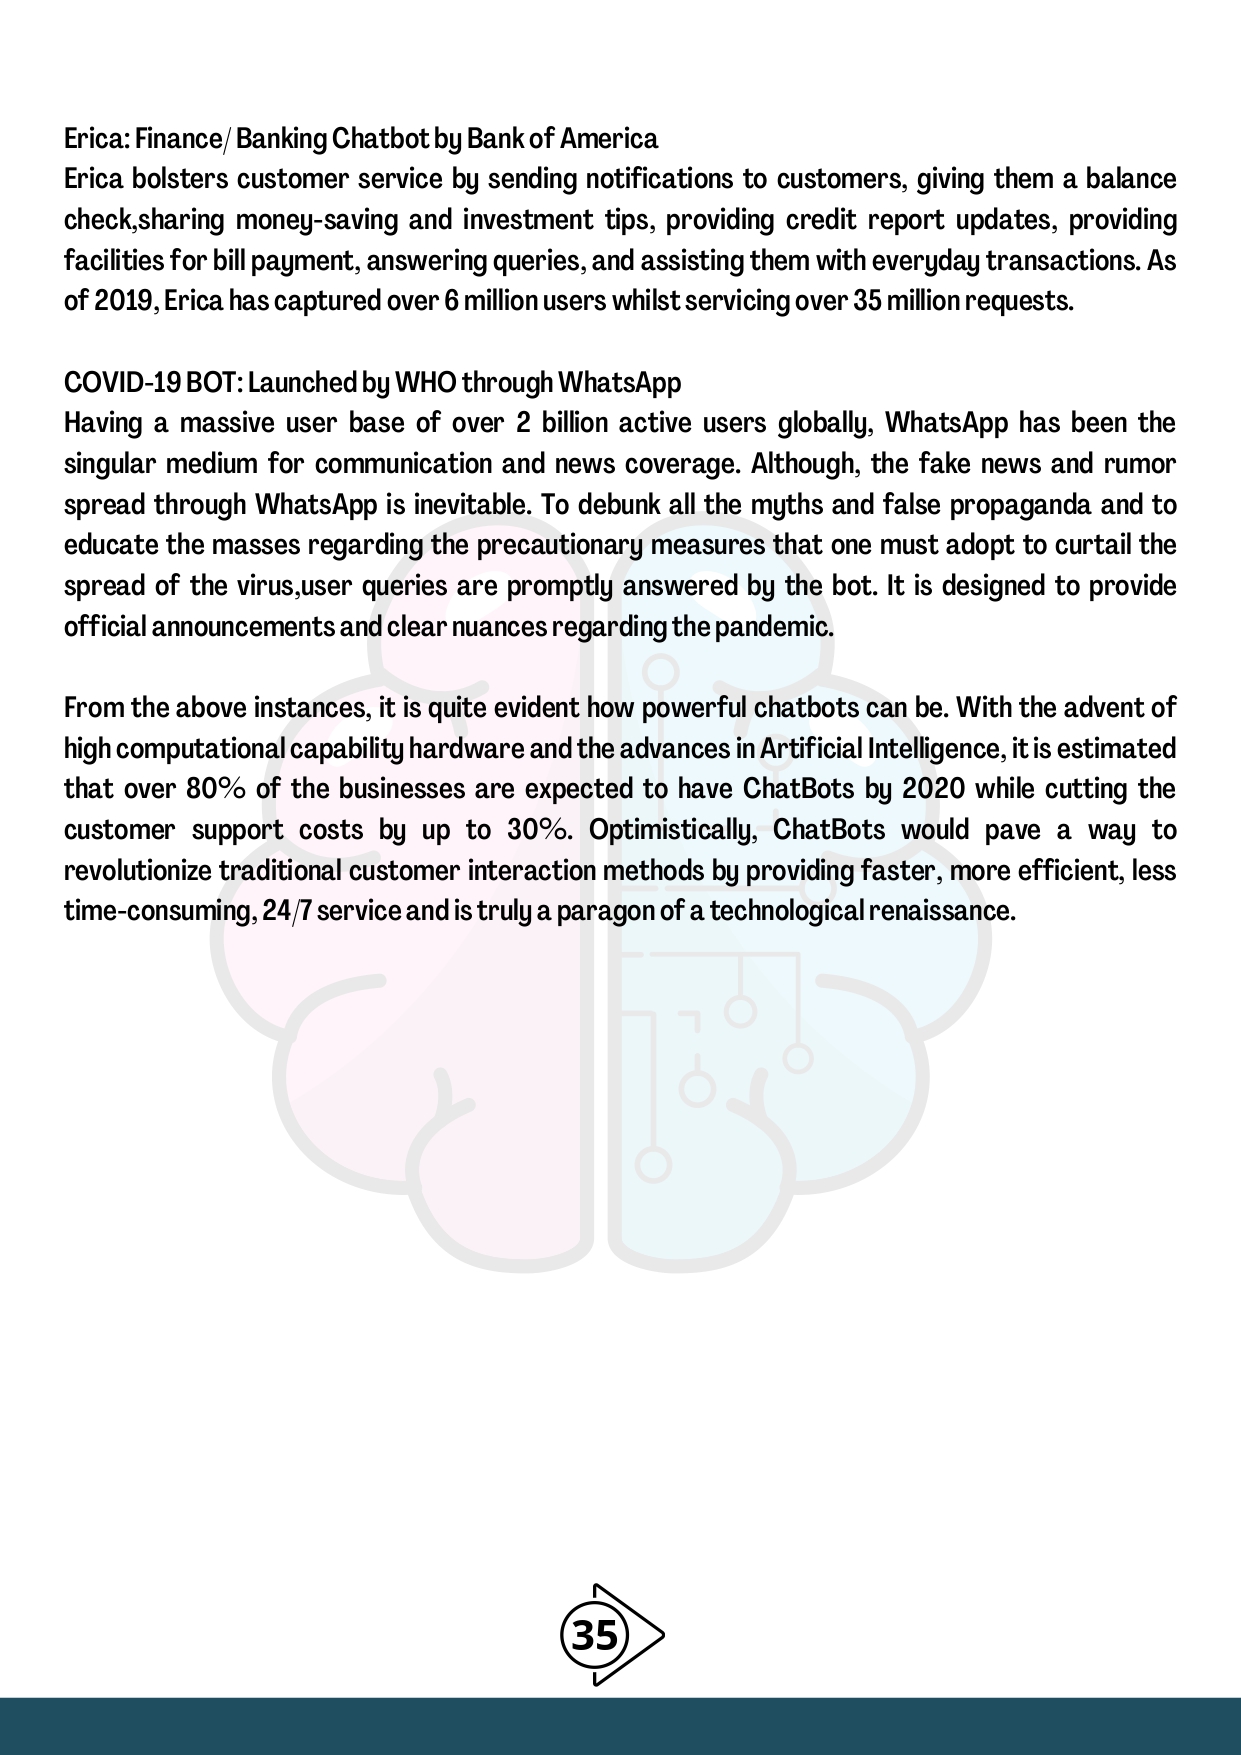 Erica: Finance/ Banking Chatbot by Bank of America
Erica bolsters customer service by sending notifications to customers, giving them a balance
check,sharing money-saving and investment tips, providing credit report updates, providing
facilities for bill payment, answering queries, and assisting them with everyday transactions. As
of 2019, Erica has captured over 6 million users whilst servicing over 35 million requests.
COVID-19 BOT: Launched by WHO through WhatsApp
Having a massive user base of over 2 billion active users globally, WhatsApp has been the
singular medium for communication and news coverage. Although, the fake news and rumor
spread through WhatsApp is inevitable. To debunk all the myths and false propaganda and to
educate the masses regarding the precautionary measures that one must adopt to curtail the
spread of the virus,user queries are promptly answered by the bot. It is designed to provide
official announcements and clear nuances regarding the pandemic.
From the above instances, it is quite evident how powerful chatbots can be. With the advent of
high computational capability hardware and the advances in Artificial Intelligence, it is estimated
that over 80% of the businesses are expected to have ChatBots by 2020 while cutting the
customer support costs by up to 30%. Optimistically, ChatBots would pave a way to
revolutionize traditional customer interaction methods by providing faster, more efficient, less
time-consuming, 24/7 service and is truly a paragon of a technological renaissance.
35